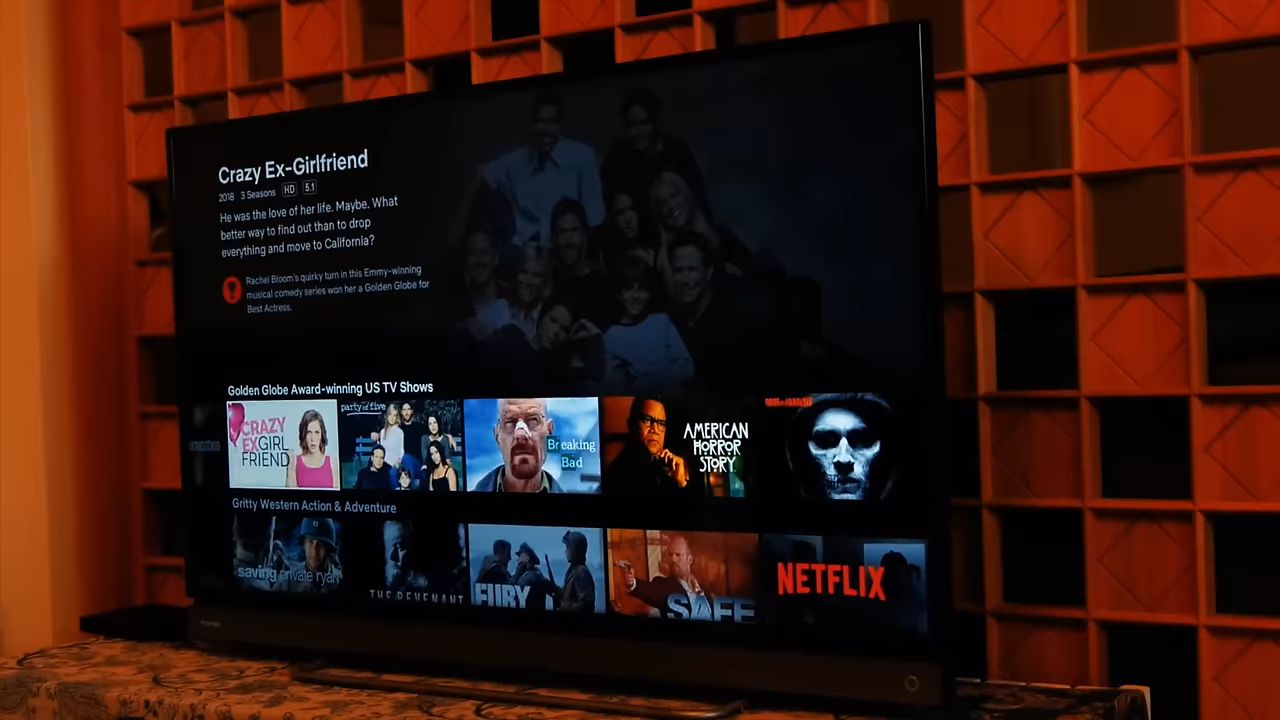 Crazy Ex-Girlfriend
2018 3 Seasons HD 5.1
He was the love of her life. Maybe. What
better way to find out than to drop
everything and move to California?
Rachel Bloom's quirky turn in this Emmy-winning
musical comedy series won her a Golden Globe for
Best Actress.
Golden Globe Award-winning US TV Shows
CRAZY
EXGIRL
FRIEND
party of five
Breaking
Bad
AMERICAN
HORROR
STORY
Gritty Western Action & Adventure
saving private ryan
THE REVENANT
FURY
SAFE
NETFLIX